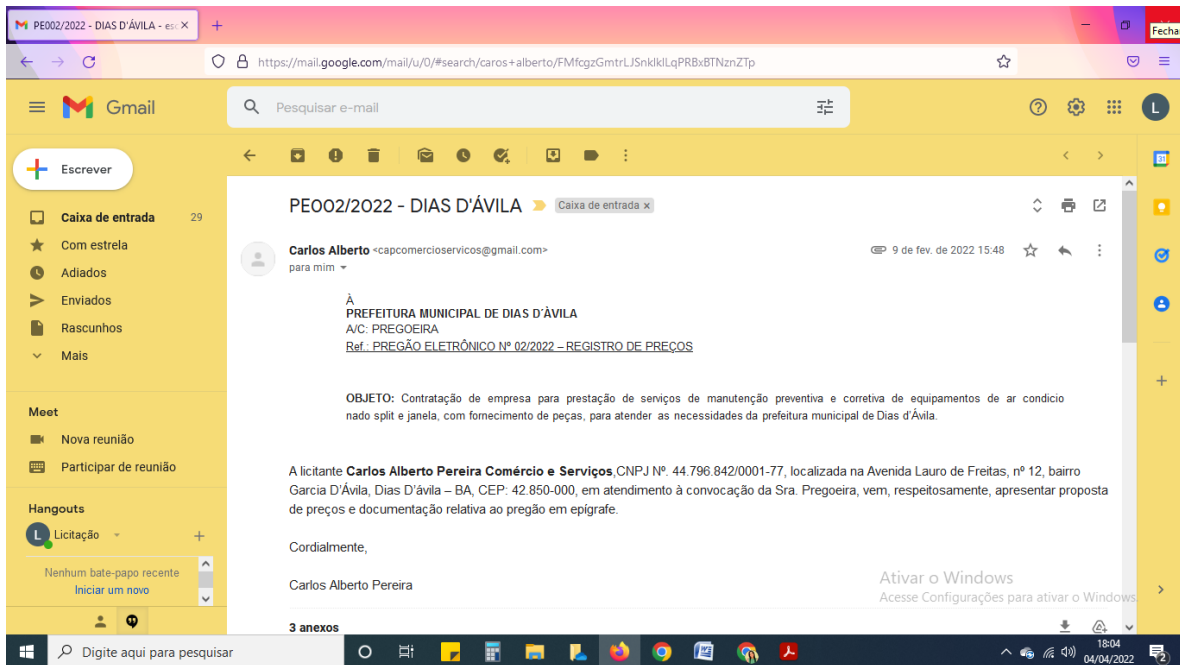 PE002/2022 - DIAS D'ÁVILA - esc
Fecha
https://mail.google.com/mail/u/0/#search/caros+alberto/FMfcgzGmtrLJSnklklLqPRBxBTNznZTp
Gmail
Pesquisar e-mail
L
Escrever
31
Caixa de entrada 29
Com estrela
Adiados
Enviados
Rascunhos
Mais
Meet
Nova reunião
Participar de reunião
Hangouts
L Licitação
Nenhum bate-papo recente
Iniciar um novo
PE002/2022 - DIAS D'ÁVILA Caixa de entrada x
Carlos Alberto <capcomercioservicos@gmail.com> 9 de fev. de 2022 15:48
para mim
À
PREFEITURA MUNICIPAL DE DIAS D´ÀVILA
A/C: PREGOEIRA
Ref.: PREGÃO ELETRÔNICO Nº 02/2022 – REGISTRO DE PREÇOS
OBJETO: Contratação de empresa para prestação de serviços de manutenção preventiva e corretiva de equipamentos de ar condicio
nado split e janela, com fornecimento de peças, para atender as necessidades da prefeitura municipal de Dias d'Ávila.
A licitante Carlos Alberto Pereira Comércio e Serviços,CNPJ Nº. 44.796.842/0001-77, localizada na Avenida Lauro de Freitas, nº 12, bairro
Garcia D'Ávila, Dias D'ávila – BA, CEP: 42.850-000, em atendimento à convocação da Sra. Pregoeira, vem, respeitosamente, apresentar proposta
de preços e documentação relativa ao pregão em epígrafe.
Cordialmente,
Carlos Alberto Pereira
3 anexos
Ativar o Windows
Acesse Configurações para ativar o Windows.
Digite aqui para pesquisar
18:04
04/04/2022
2